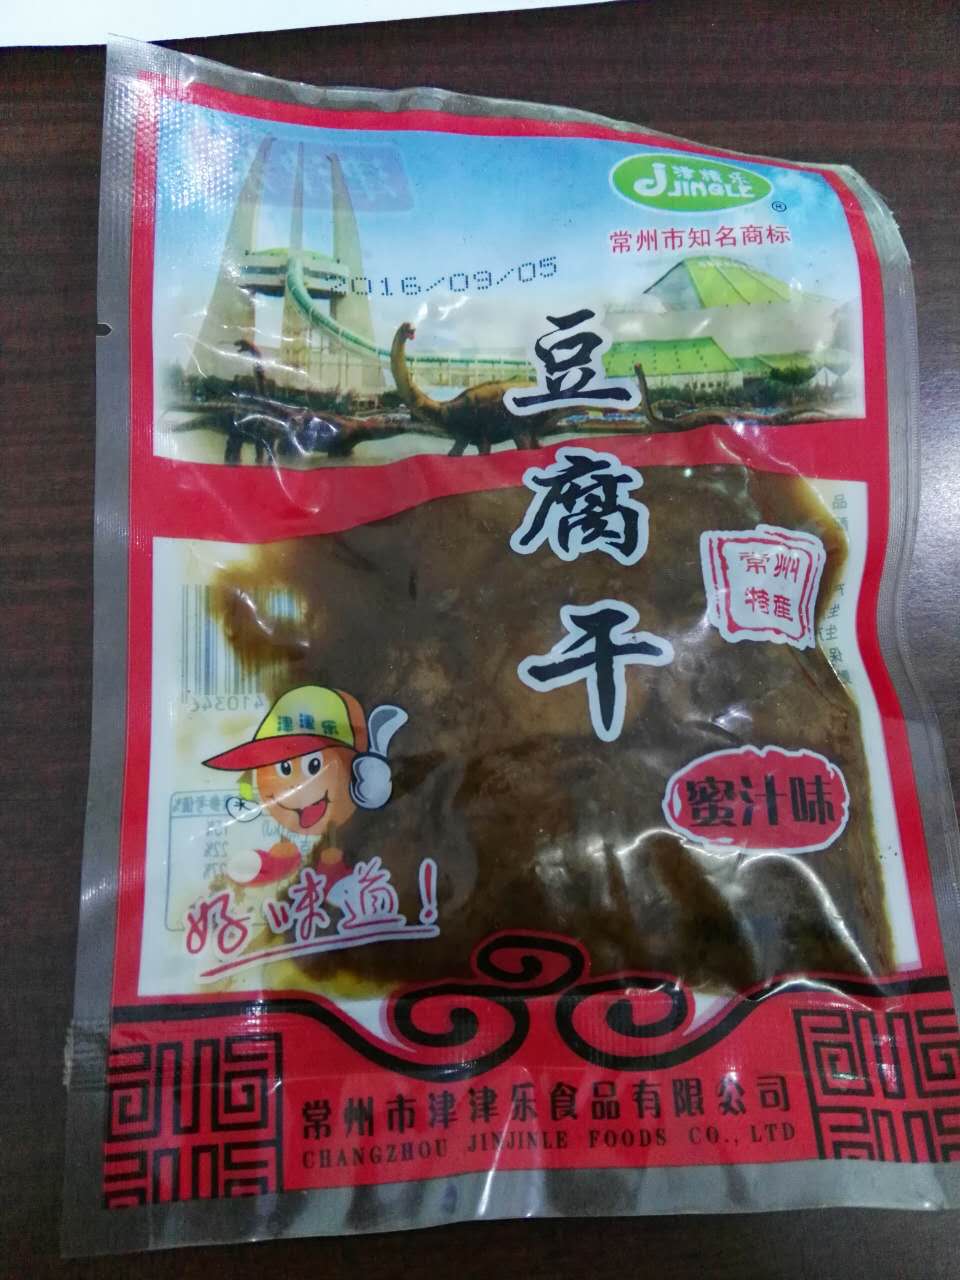 津津乐
JINGLE
®
常州市知名商标
2016/09/05
豆腐干
常州
特産
蜜汁味
津津乐
好味道!
常州市津津乐食品有限公司
CHANGZHOU JINJINLE FOODS CO., LTD